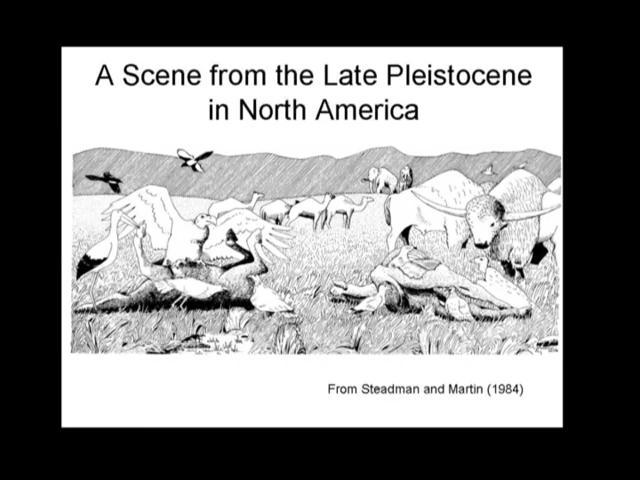 A Scene from the Late Pleistocene
in North America
From Steadman and Martin (1984)